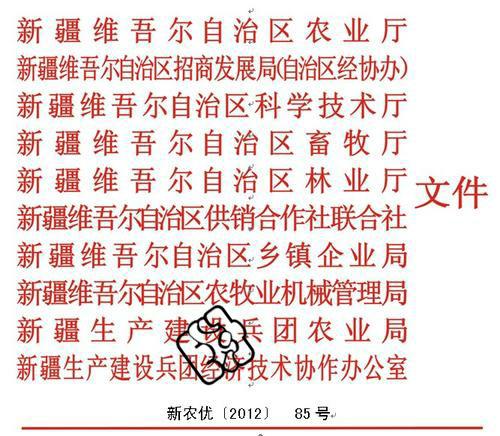 新疆维吾尔自治区农业厅
新疆维吾尔自治区招商发展局(自治区经协办)
新疆维吾尔自治区科学技术厅
新疆维吾尔自治区畜牧厅
新疆维吾尔自治区林业厅
文件
新疆维吾尔自治区供销合作社联合社
新疆维吾尔自治区乡镇企业局
新疆维吾尔自治区农牧业机械管理局
新疆生产建设兵团农业局
新疆生产建设兵团经济技术协作办公室
新农优〔2012〕 85号